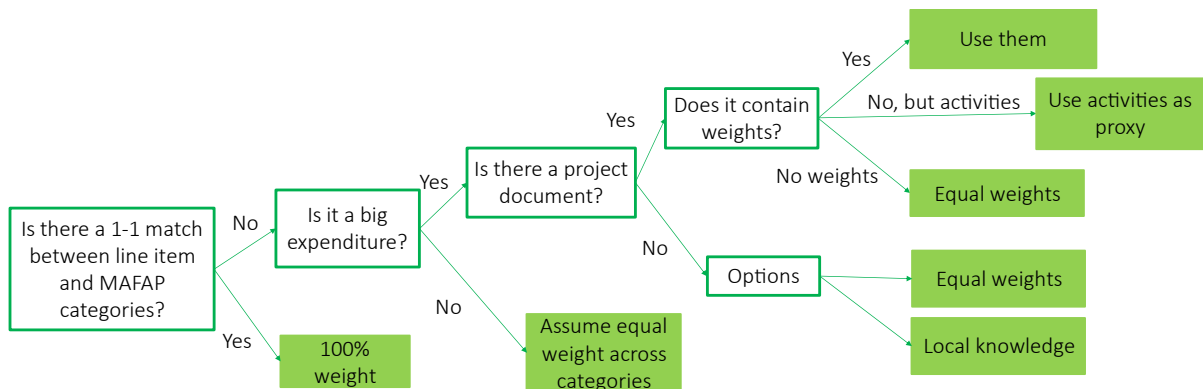 Is there a 1-1 match
between line item
and MAFAP
categories?
No
Yes
100%
weight
Is it a big
expenditure?
Yes
No
Assume equal
weight across
categories
Is there a project
document?
Yes
No
Does it contain
weights?
Yes
Use them
No, but activities
Use activities as
proxy
No weights
Equal weights
Options
Equal weights
Local knowledge